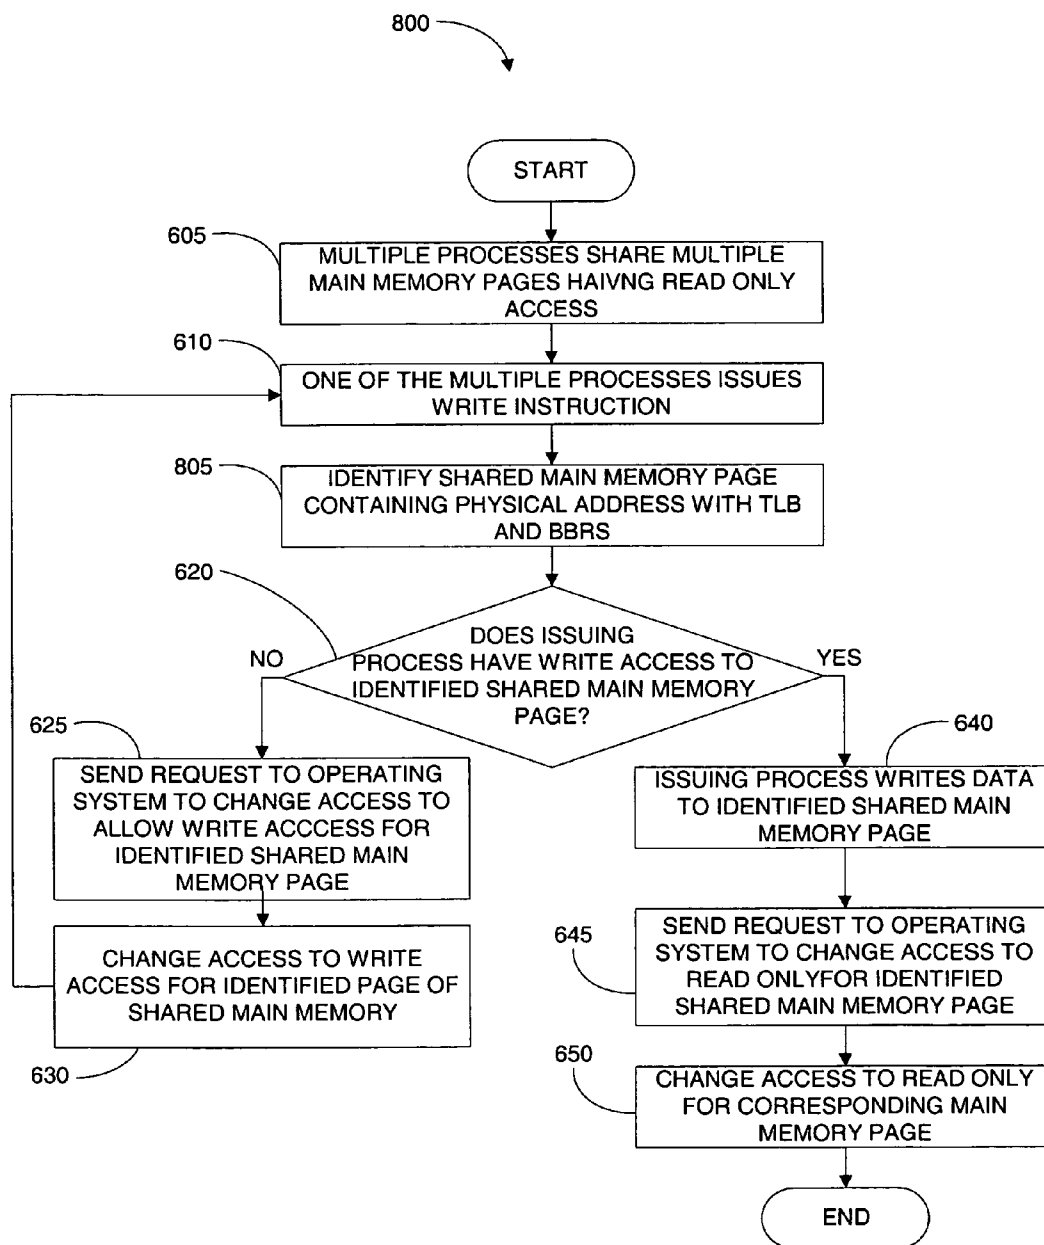 800
START
605
MULTIPLE PROCESSES SHARE MULTIPLE
MAIN MEMORY PAGES HAIVNG READ ONLY
ACCESS
610
ONE OF THE MULTIPLE PROCESSES ISSUES
WRITE INSTRUCTION
805
IDENTIFY SHARED MAIN MEMORY PAGE
CONTAINING PHYSICAL ADDRESS WITH TLB
AND BBRS
620
DOES ISSUING
PROCESS HAVE WRITE ACCESS TO
IDENTIFIED SHARED MAIN MEMORY
PAGE?
NO
YES
625
SEND REQUEST TO OPERATING
SYSTEM TO CHANGE ACCESS TO
ALLOW WRITE ACCCESS FOR
IDENTIFIED SHARED MAIN
MEMORY PAGE
CHANGE ACCESS TO WRITE
ACCESS FOR IDENTIFIED PAGE OF
SHARED MAIN MEMORY
630
640
ISSUING PROCESS WRITES DATA
TO IDENTIFIED SHARED MAIN
MEMORY PAGE
645
SEND REQUEST TO OPERATING
SYSTEM TO CHANGE ACCESS TO
READ ONLYFOR IDENTIFIED
SHARED MAIN MEMORY PAGE
650
CHANGE ACCESS TO READ ONLY
FOR CORRESPONDING MAIN
MEMORY PAGE
END